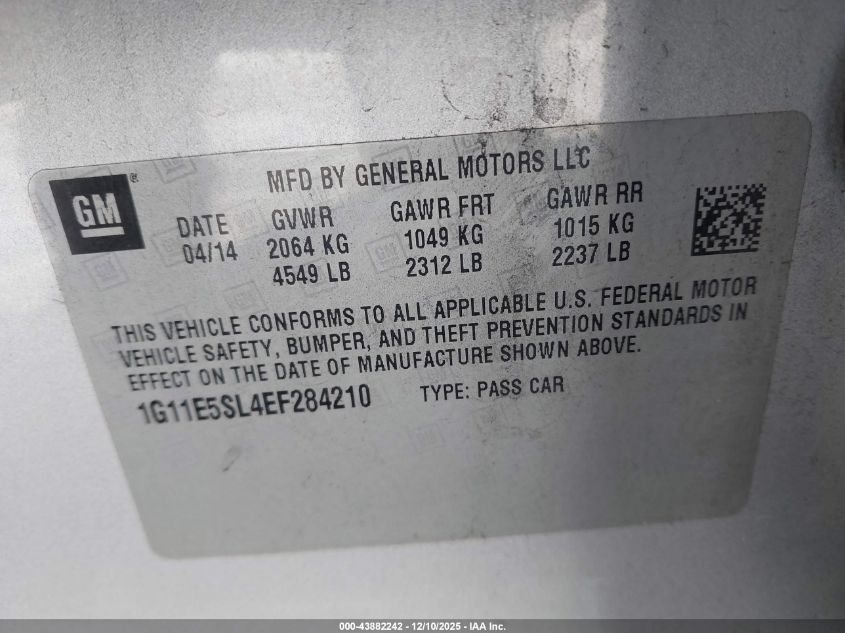 MFD BY GENERAL MOTORS LLC
GM®
DATE GVWR GAWR FRT GAWR RR
04/14 2064 KG 1049 KG 1015 KG
4549 LB 2312 LB 2237 LB
THIS VEHICLE CONFORMS TO ALL APPLICABLE U.S. FEDERAL MOTOR
VEHICLE SAFETY, BUMPER, AND THEFT PREVENTION STANDARDS IN
EFFECT ON THE DATE OF MANUFACTURE SHOWN ABOVE.
1G11E5SL4EF284210 TYPE: PASS CAR
000-43882242 - 12/10/2025 - IAA Inc.